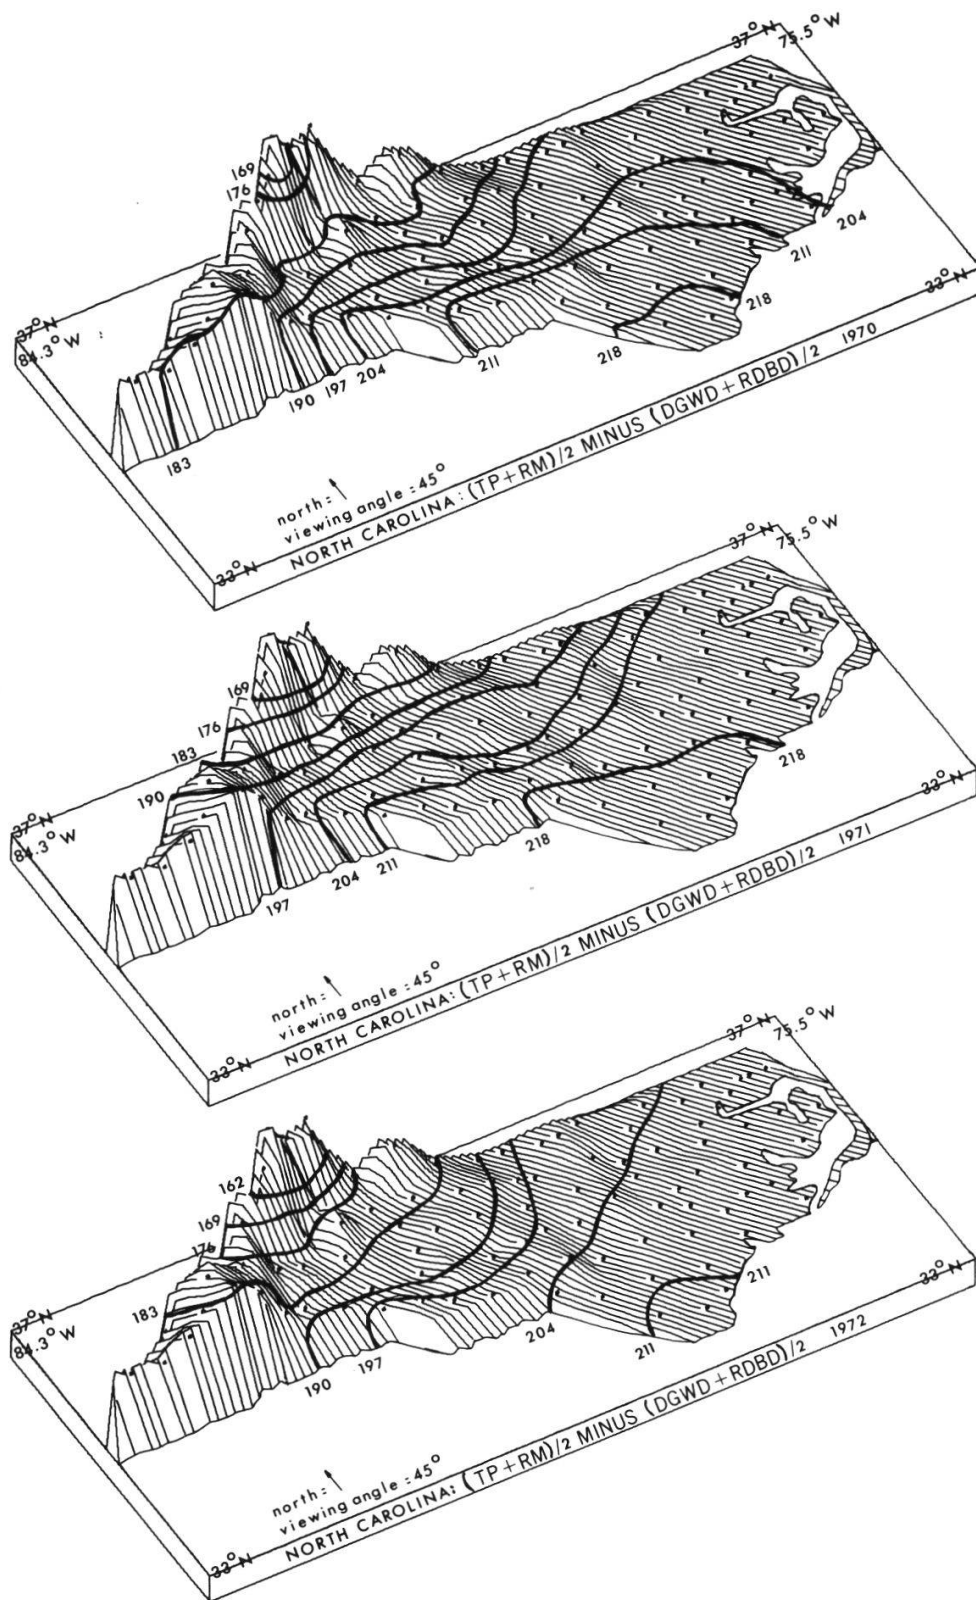 37° N 75.5° W
169
176
204
211
37° N
84.3° W
218
33° N
211
218
190 197 204
183
north:
viewing angle : 45°
33° N
NORTH CAROLINA: (TP+RM)/2 MINUS (DGWD+RDBD)/2 1970
37° N 75.5° W
169
176
183
190
218
37° N
84.3° W
33° N
218
204 211
197
north:
viewing angle : 45°
33° N
NORTH CAROLINA: (TP+RM)/2 MINUS (DGWD+RDBD)/2 1971
37° N 75.5° W
162
169
176
183
211
37° N
84.3° W
33° N
204
211
197
190
north:
viewing angle : 45°
33° N
NORTH CAROLINA: (TP+RM)/2 MINUS (DGWD+RDBD)/2 1972